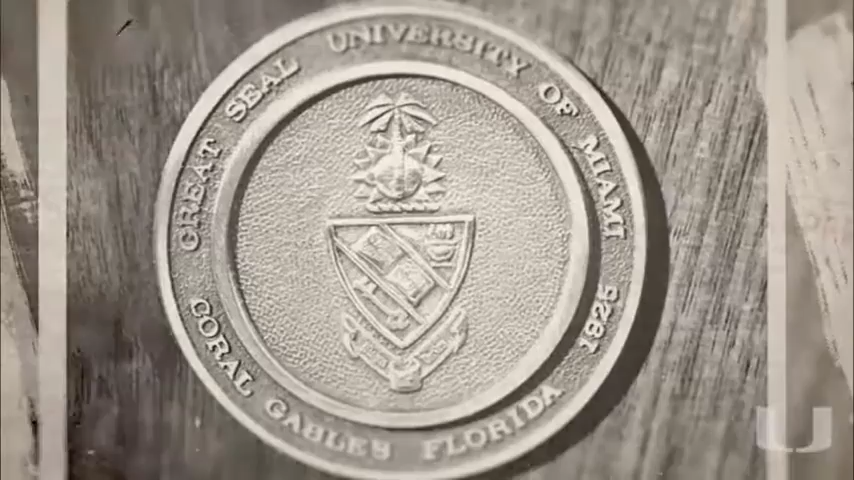 GREAT SEAL UNIVERSITY OF MIAMI
CORAL GABLES FLORIDA 1925
U